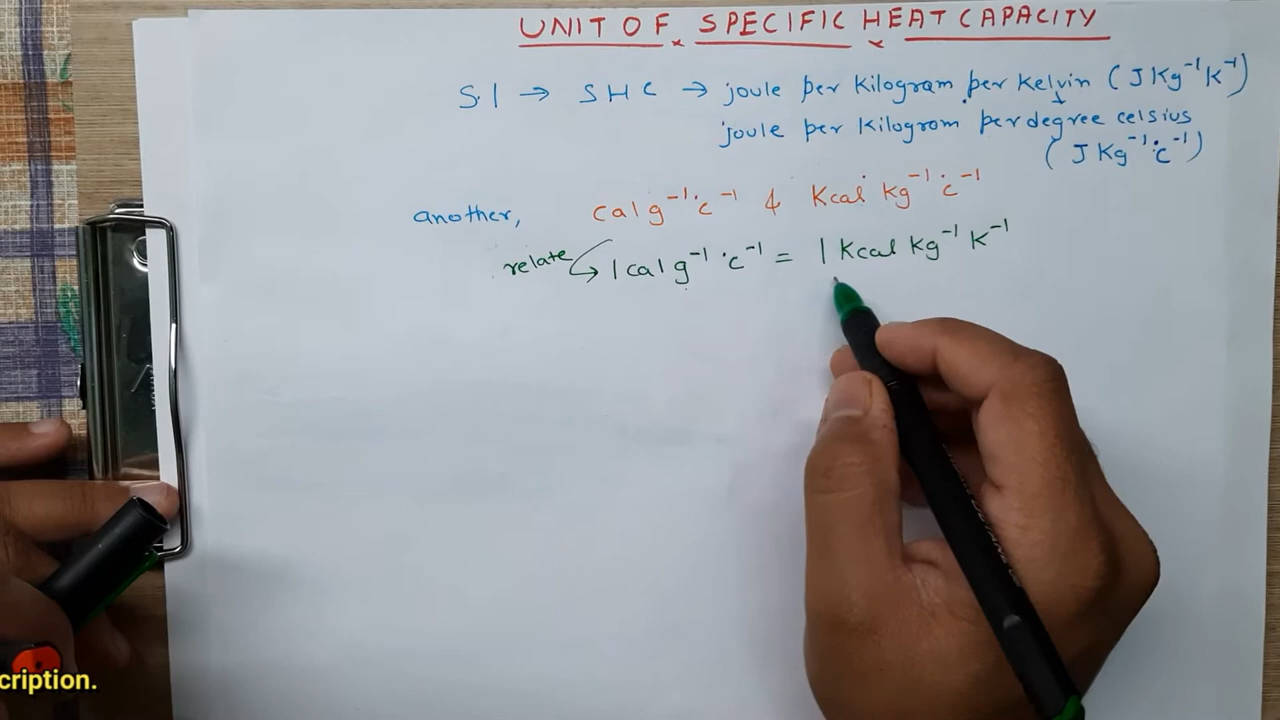 UNIT OF SPECIFIC HEAT CAPACITY
S.I → SHC → joule per Kilogram per Kelvin (J Kg⁻¹ K⁻¹)
joule per Kilogram per degree celsius
(J Kg⁻¹ °c⁻¹)
another, cal g⁻¹ °c⁻¹ & Kcal kg⁻¹ °c⁻¹
relate → 1 cal g⁻¹ °c⁻¹ = 1 Kcal kg⁻¹ K⁻¹
cription.